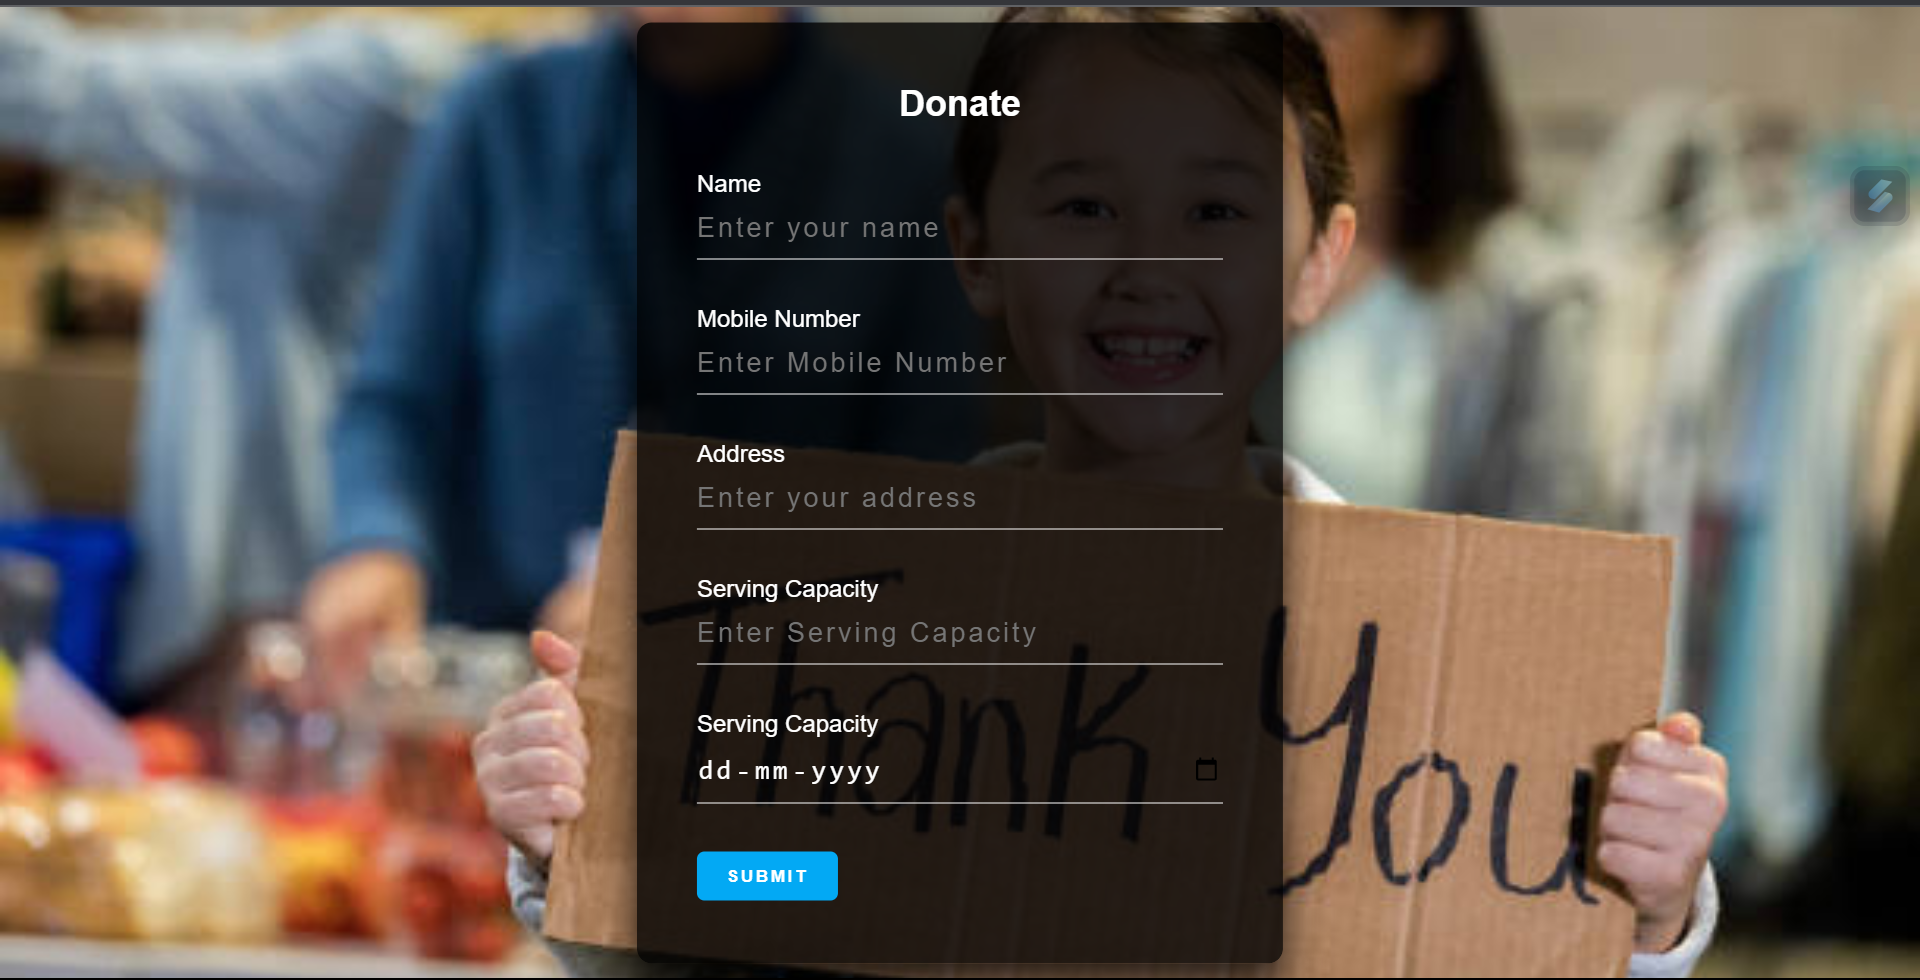 Donate
Name
Enter your name
Mobile Number
Enter Mobile Number
Address
Enter your address
Serving Capacity
Enter Serving Capacity
Serving Capacity
dd-mm-yyyy
SUBMIT
Thank You